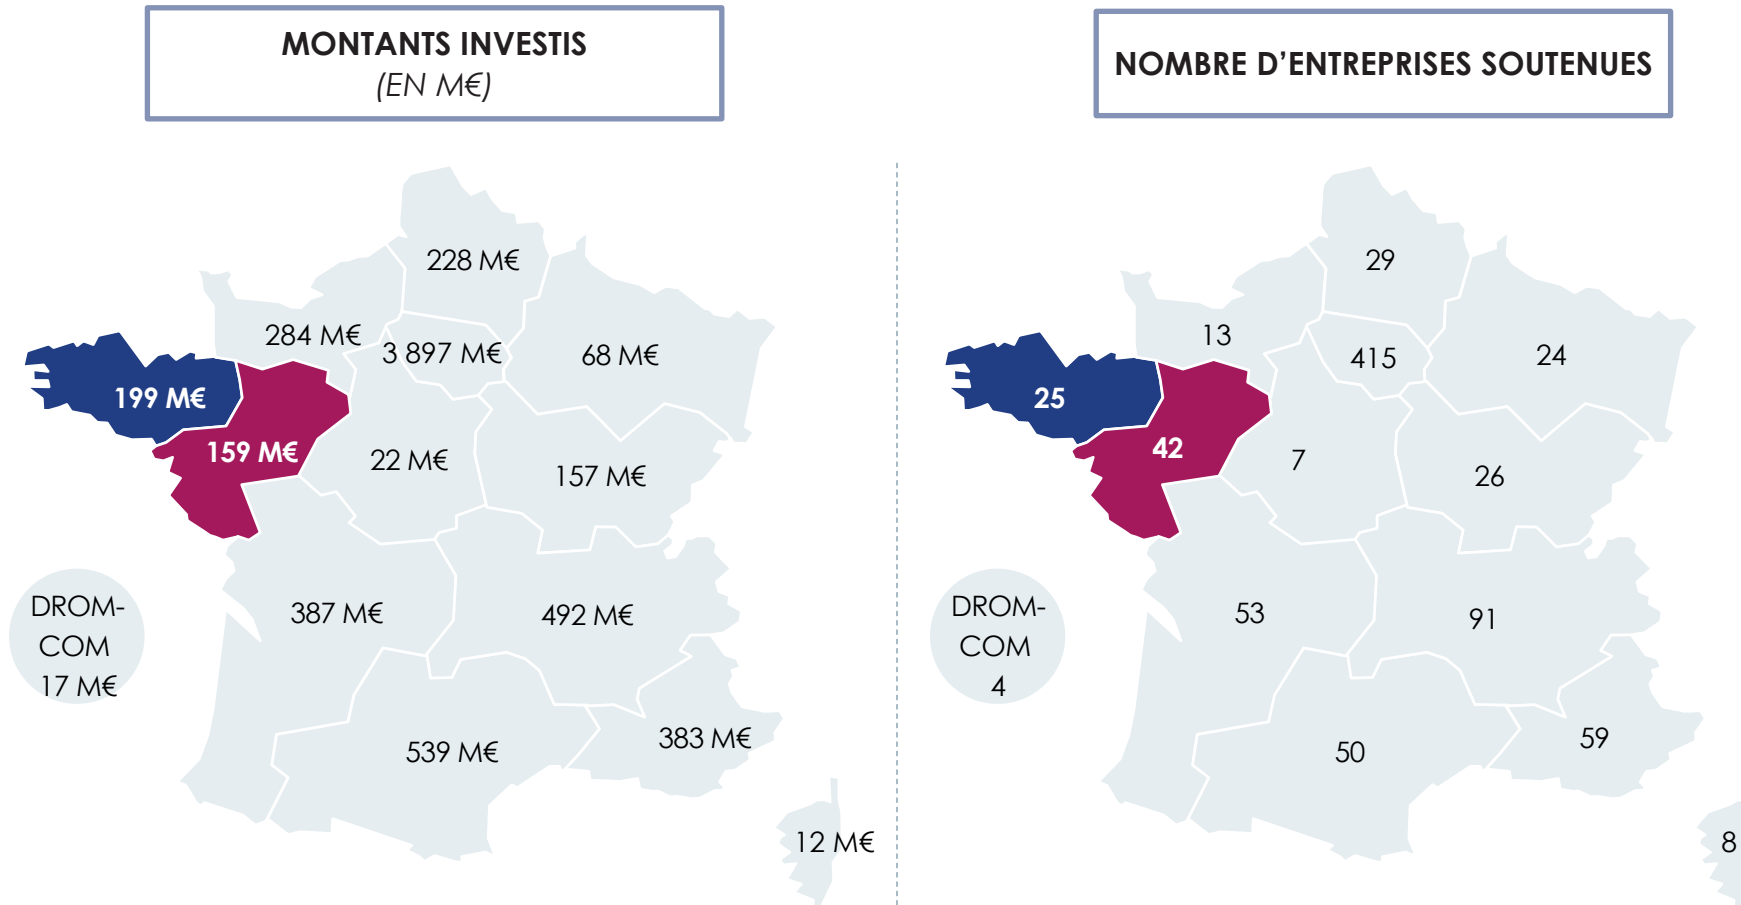 MONTANTS INVESTIS
(EN M€)
228 M€
284 M€
3 897 M€
68 M€
199 M€
159 M€
22 M€
157 M€
DROM-
COM
17 M€
387 M€
492 M€
539 M€
383 M€
12 M€
NOMBRE D’ENTREPRISES SOUTENUES
29
13
415
24
25
42
7
26
DROM-
COM
4
53
91
50
59
8